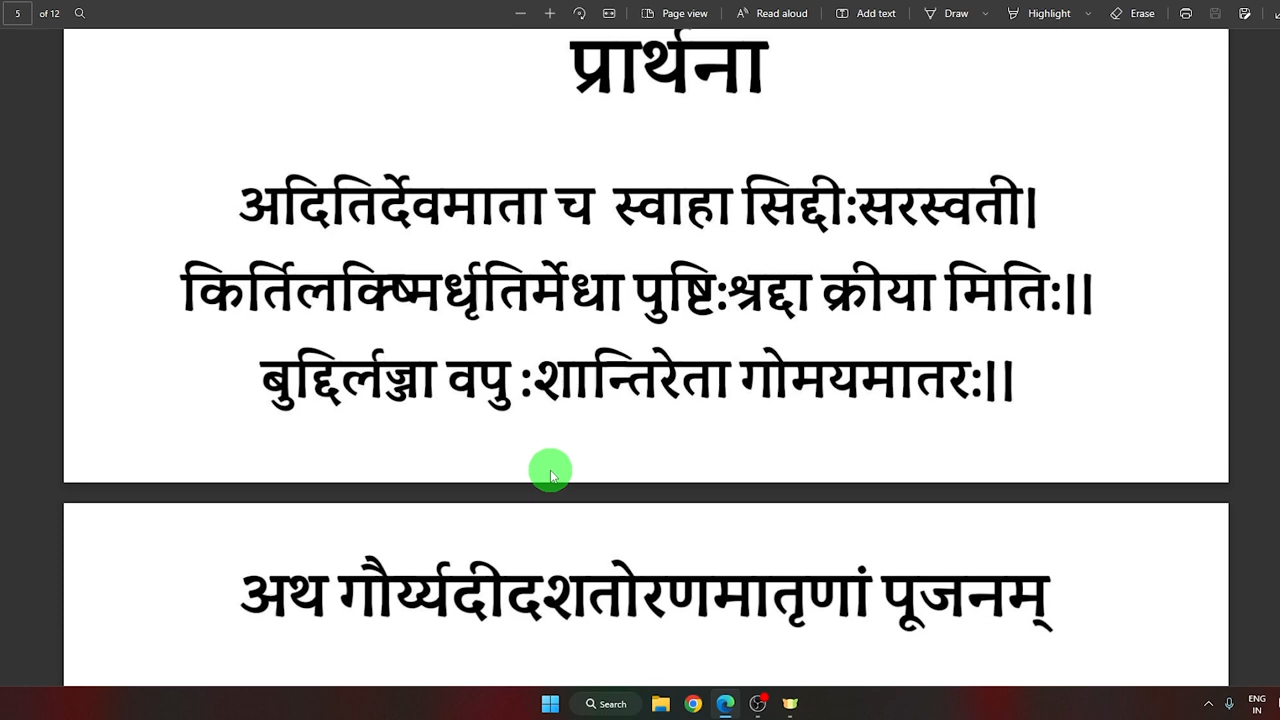 5 of 12
Page view
Read aloud
Add text
Draw
Highlight
Erase
प्रार्थना
अदितिर्देवमाता च स्वाहा सिद्दीःसरस्वती।
किर्तिलक्ष्मिर्धृतिर्मेधा पुष्टिःश्रद्दा क्रीया मितिः||
बुद्दिर्लज्जा वपु :शान्तिरेता गोमयमातरः||
अथ गौर्य्यदीदशतोरणमातृणां पूजनम्
Search
ENG
IN